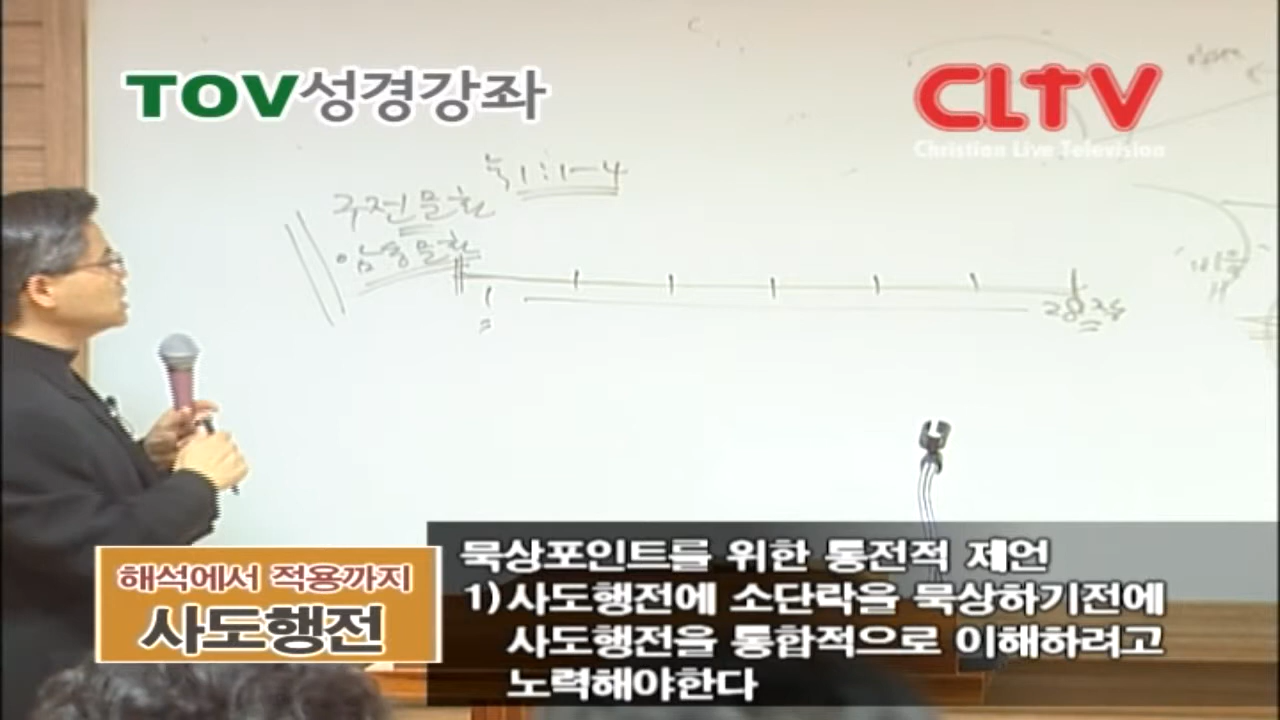 TOV성경강좌
CLTV
Christian Live Television
눅 1:1-4
구전문화
암송문화
28장
해석에서 적용까지
사도행전
묵상포인트를 위한 통전적 제언
1) 사도행전에 소단락을 묵상하기전에
사도행전을 통합적으로 이해하려고
노력해야한다